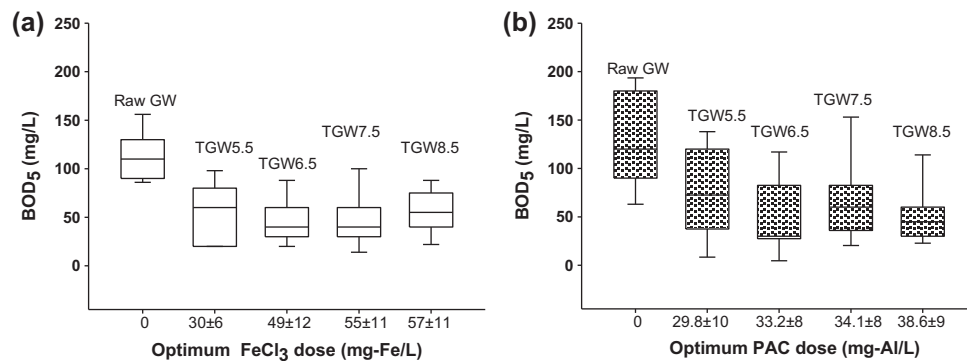 (a)
250
200
150
100
50
0
BOD5 (mg/L)
Raw GW
TGW5.5
TGW6.5
TGW7.5
TGW8.5
0 30±6 49±12 55±11 57±11
Optimum FeCl3 dose (mg-Fe/L)
(b)
250
200
150
100
50
0
BOD5 (mg/L)
Raw GW
TGW5.5
TGW6.5
TGW7.5
TGW8.5
0 29.8±10 33.2±8 34.1±8 38.6±9
Optimum PAC dose (mg-Al/L)